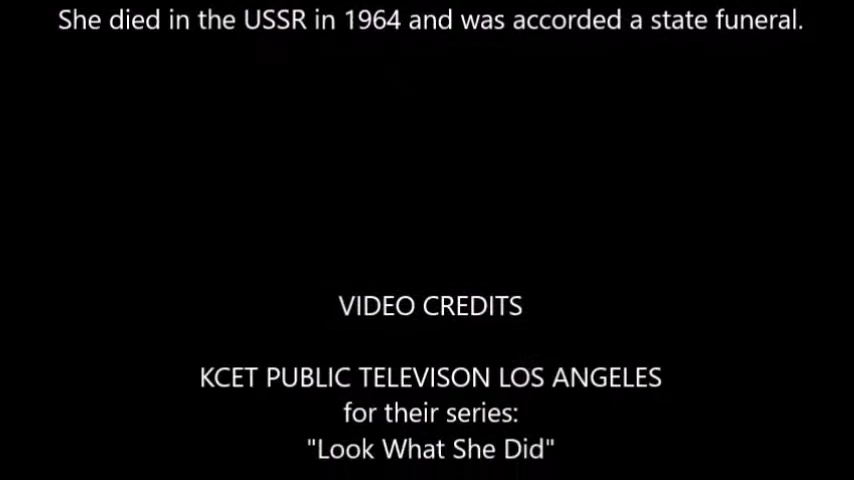 She died in the USSR in 1964 and was accorded a state funeral.
VIDEO CREDITS
KCET PUBLIC TELEVISON LOS ANGELES
for their series:
"Look What She Did"